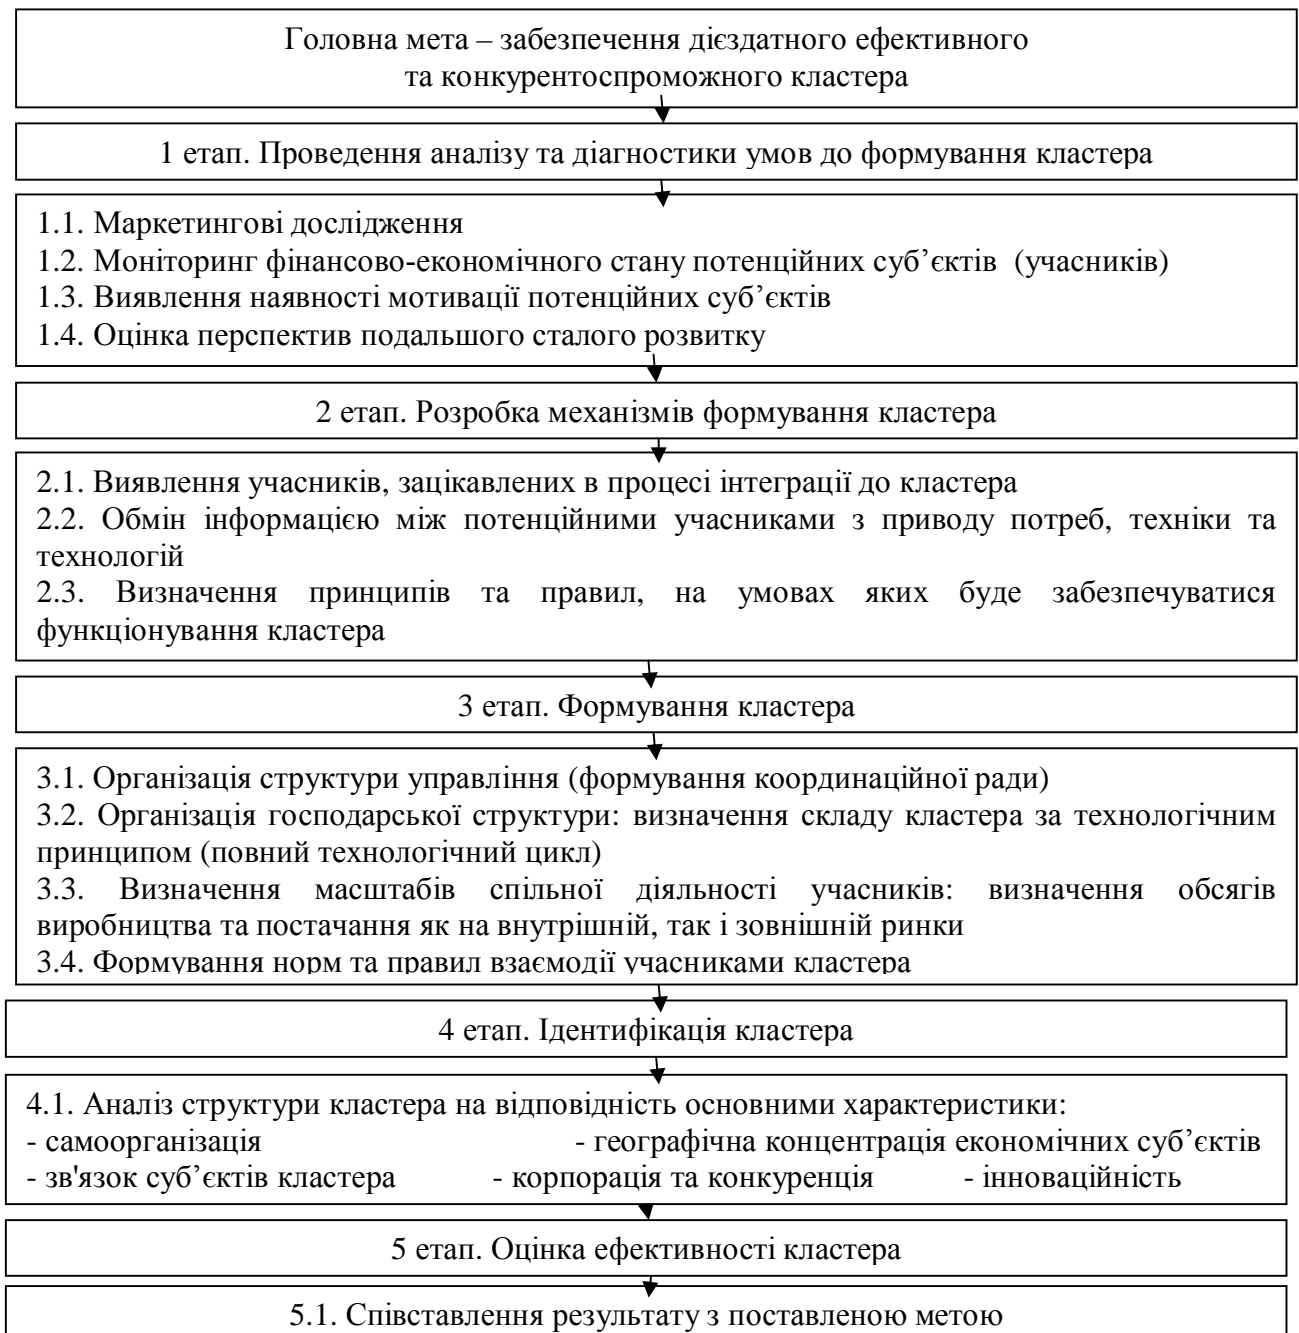 Головна мета – забезпечення дієздатного ефективного
та конкурентоспроможного кластера
1 етап. Проведення аналізу та діагностики умов до формування кластера
1.1. Маркетингові дослідження
1.2. Моніторинг фінансово-економічного стану потенційних суб’єктів (учасників)
1.3. Виявлення наявності мотивації потенційних суб’єктів
1.4. Оцінка перспектив подальшого сталого розвитку
2 етап. Розробка механізмів формування кластера
2.1. Виявлення учасників, зацікавлених в процесі інтеграції до кластера
2.2. Обмін інформацією між потенційними учасниками з приводу потреб, техніки та
технологій
2.3. Визначення принципів та правил, на умовах яких буде забезпечуватися
функціонування кластера
3 етап. Формування кластера
3.1. Організація структури управління (формування координаційної ради)
3.2. Організація господарської структури: визначення складу кластера за технологічним
принципом (повний технологічний цикл)
3.3. Визначення масштабів спільної діяльності учасників: визначення обсягів
виробництва та постачання як на внутрішній, так і зовнішній ринки
3.4. Формування норм та правил взаємодії учасниками кластера
4 етап. Ідентифікація кластера
4.1. Аналіз структури кластера на відповідність основними характеристики:
- самоорганізація - географічна концентрація економічних суб’єктів
- зв'язок суб’єктів кластера - корпорація та конкуренція - інноваційність
5 етап. Оцінка ефективності кластера
5.1. Співставлення результату з поставленою метою